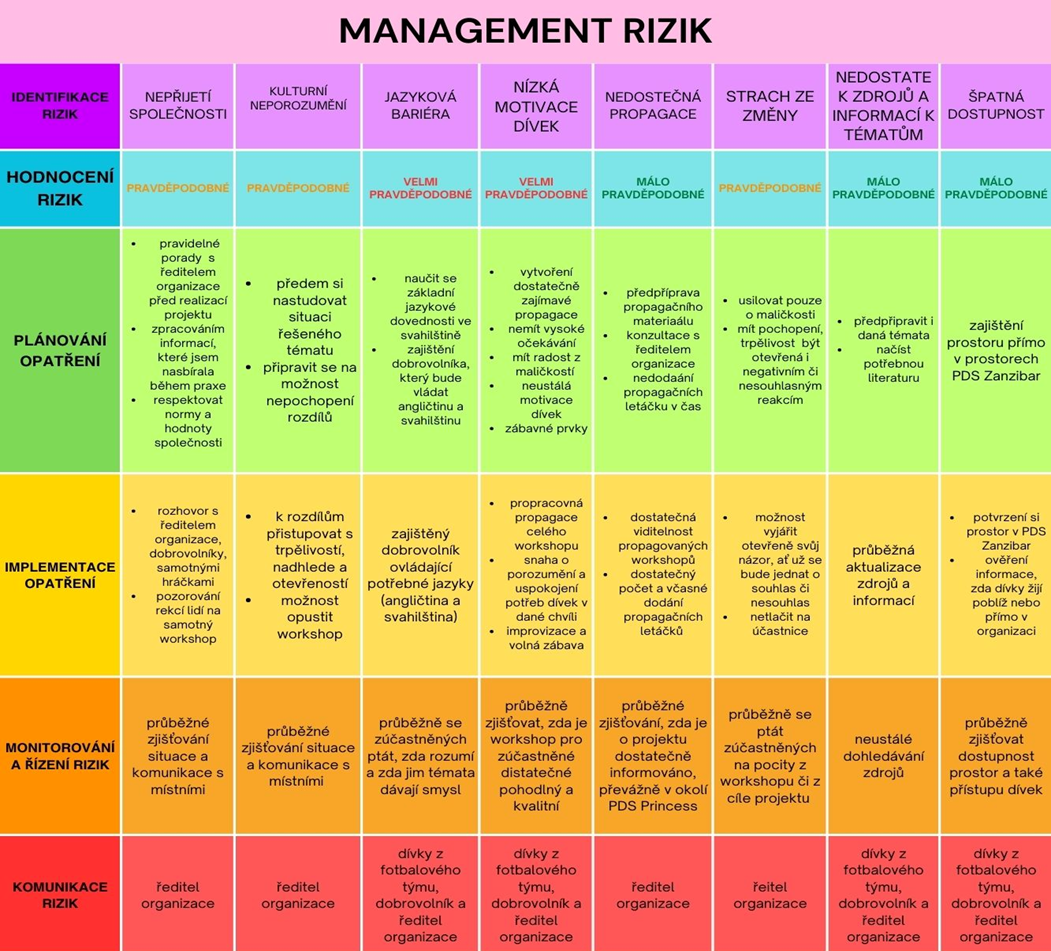 MANAGEMENT RIZIK
IDENTIFIKACE
RIZIK
NEPŘIJETÍ
SPOLEČNOSTI
KULTURNÍ
NEPOROZUMĚNÍ
JAZYKOVÁ
BARIÉRA
NÍZKÁ
MOTIVACE
DÍVEK
NEDOSTEČNÁ
PROPAGACE
STRACH ZE
ZMĚNY
NEDOSTATE
K ZDROJŮ A
INFORMACÍ K
TÉMATŮM
ŠPATNÁ
DOSTUPNOST
HODNOCENÍ
RIZIK
PRAVDĚPODOBNÉ
PRAVDĚPODOBNÉ
VELMI
PRAVDĚPODOBNÉ
VELMI
PRAVDĚPODOBNÉ
MÁLO
PRAVDĚPODOBNÉ
PRAVDĚPODOBNÉ
MÁLO
PRAVDĚPODOBNÉ
MÁLO
PRAVDĚPODOBNÉ
PLÁNOVÁNÍ
OPATŘENÍ
• pravidelné
porady s
ředitelem
organizace
před realizací
projektu
• zpracováním
informací,
které jsem
nasbírala
během praxe
• respektovat
normy a
hodnoty
společnosti
• předem si
nastudovat
situaci
řešeného
tématu
• připravit se na
možnost
nepochopení
rozdílů
• naučit se
základní
jazykové
dovednosti ve
svahilštině
• zajištění
dobrovolníka,
který bude
vládat
angličtinu a
svahilštinu
• vytvoření
dostatečně
zajímavé
propagace
• nemít vysoké
očekávání
• mít radost z
maličkostí
• neustálá
motivace
dívek
• zábavné prvky
• předpříprava
propagačního
materiaálu
• konzultace s
ředitelem
organizace
• nedodaání
propagačních
letáčku v čas
• usilovat pouze
o maličkosti
• mít pochopení,
trpělivost být
otevřená i
negativním či
nesouhlasným
reakcím
• předpřipravit i
daná témata
• načíst
potřebnou
literaturu
zajištění
prostoru přímo
v prostorech
PDS Zanzibar
IMPLEMENTACE
OPATŘENÍ
• rozhovor s
ředitelem
organizace,
dobrovolníky,
samotnými
hráčkami
• pozorování
rekcí lidí na
samotný
workshop
• k rozdílům
přistupovat s
trpělivostí,
nadhlede a
otevřeností
• možnost
opustit
workshop
zajištěný
dobrovolník
ovládající
potřebné jazyky
(angličtina a
svahilština)
• propracovná
propagace
celého
workshopu
• snaha o
porozumění a
uspokojení
potřeb dívek v
dané chvíli
• improvizace a
volná zábava
• dostatečná
viditelnost
propagovaných
workshopů
• dostatečný
počet a včasné
dodání
propagačních
letáčků
• možnost
vyjářit
otevřeně svůj
názor, ať už se
bude jednat o
souhlas či
nesouhlas
• netlačit na
účastnice
průběžná
aktualizace
zdrojů a
informací
• potvrzení si
prostor v PDS
Zanzibar
• ověření
informace,
zda dívky žijí
poblíž nebo
přímo v
organizaci
MONITOROVÁNÍ
A ŘÍZENÍ RIZIK
průběžné
zjišťování
situace a
komunikace s
místními
průběžné
zjišťování situace
a komunikace s
místními
průběžně se
zúčastněných
ptát, zda rozumí
a zda jim témata
dávají smysl
průběžně
zjišťovat, zda je
workshop pro
zúčastněné
distatečné
pohodlný a
kvalitní
průběžné
zjišťování, zda je
o projektu
dostatečně
informováno,
převážně v okolí
PDS Princess
průběžně se
ptát
zúčastněných
na pocity z
workshopu či z
cíle projektu
neustálé
dohledávání
zdrojů
průběžně
zjišťovat
dostupnost
prostor a také
přístupu dívek
KOMUNIKACE
RIZIK
ředitel
organizace
ředitel
organizace
dívky z
fotbalového
týmu,
dobrovolník a
ředitel
organizace
dívky z
fotbalového
týmu,
dobrovolník a
ředitel
organizace
ředitel
organizace
řeitel
organizace
dívky z
fotbalového
týmu,
dobrovolník a
ředitel
organizace
dívky z
fotbalového
týmu,
dobrovolník a
ředitel
organizace